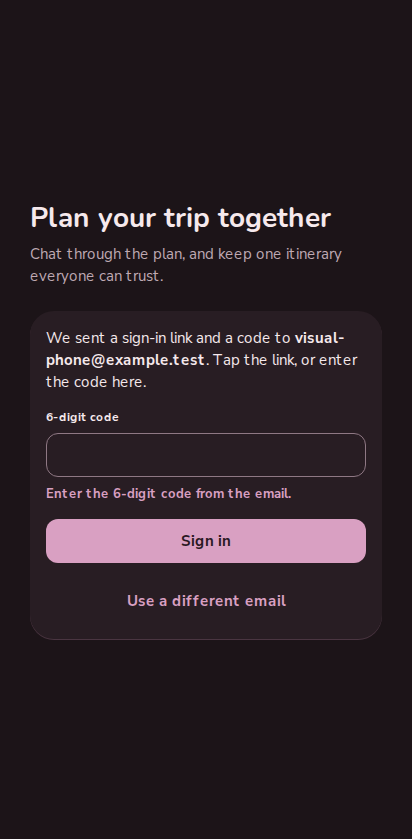 Plan your trip together
Chat through the plan, and keep one itinerary
everyone can trust.
We sent a sign-in link and a code to visual-
phone@example.test. Tap the link, or enter
the code here.
6-digit code
Enter the 6-digit code from the email.
Sign in
Use a different email